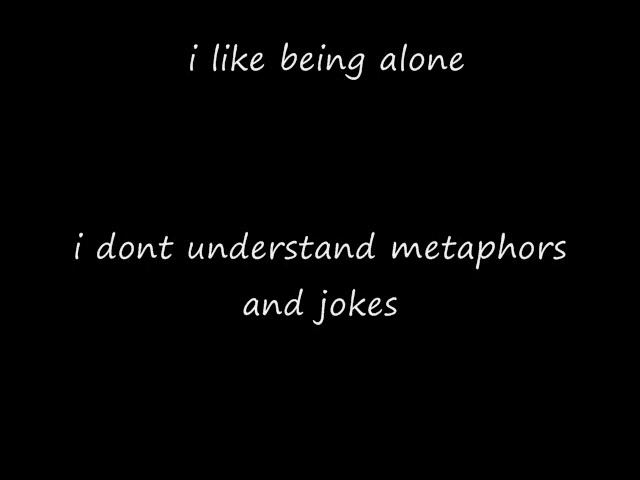 i like being alone
i dont understand metaphors
and jokes